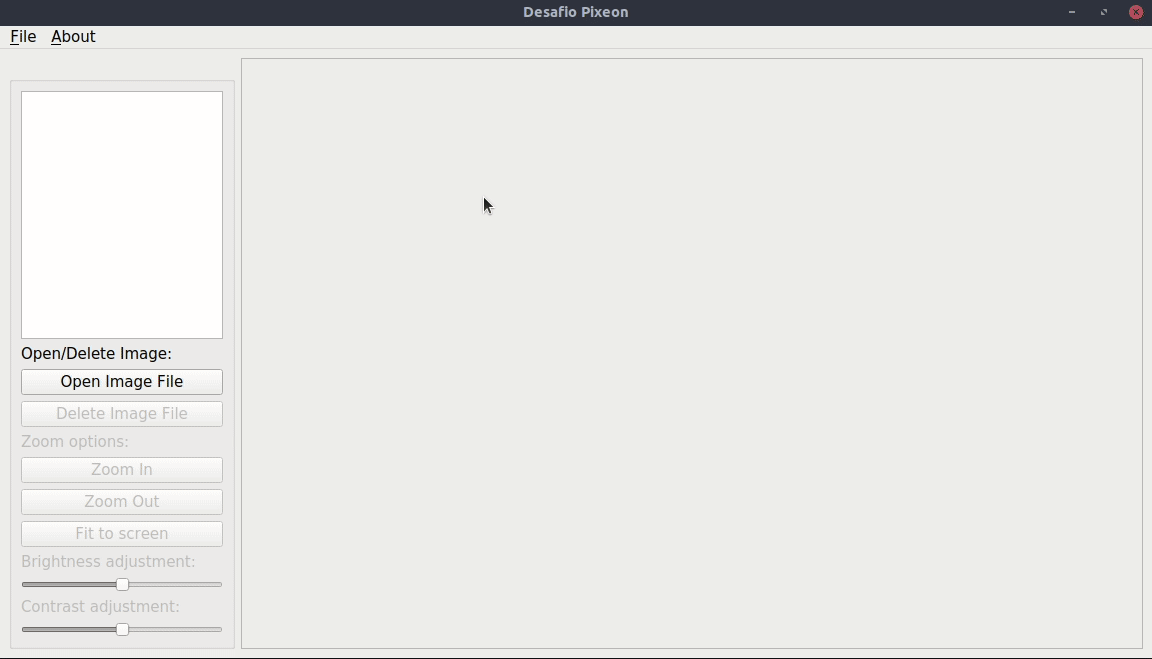 Desafio Pixeon
File About
Open/Delete Image:
Open Image File
Delete Image File
Zoom options:
Zoom In
Zoom Out
Fit to screen
Brightness adjustment:
Contrast adjustment: